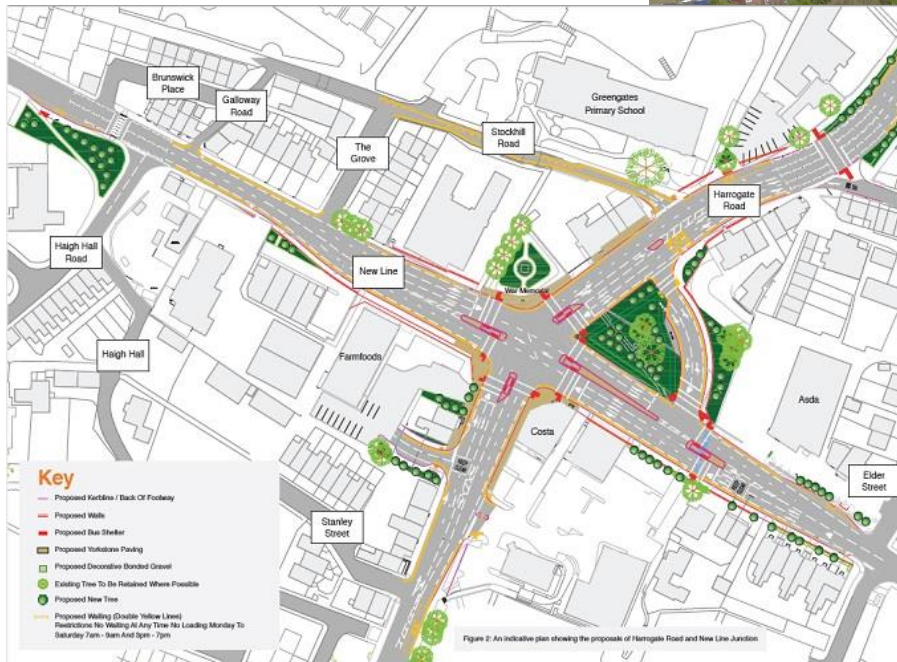 Brunswick
Place
Galloway
Road
The
Grove
Stockhill
Road
Greengates
Primary School
Harrogate
Road
Haigh Hall
Road
New Line
War Memorial
Haigh Hall
Farmfoods
Asda
Costa
Elder
Street
Stanley
Street
KEEP
CLEAR
Key
Proposed Kerbline / Back Of Footway
Proposed Walls
Proposed Bus Shelter
Proposed Yorkstone Paving
Proposed Decorative Bonded Gravel
Existing Tree To Be Retained Where Possible
Proposed New Tree
Proposed Waiting (Double Yellow Lines)
Restrictions No Waiting At Any Time No Loading Monday To
Saturday 7am - 9am And 3pm - 7pm
Figure 2: An indicative plan showing the proposals of Harrogate Road and New Line Junction